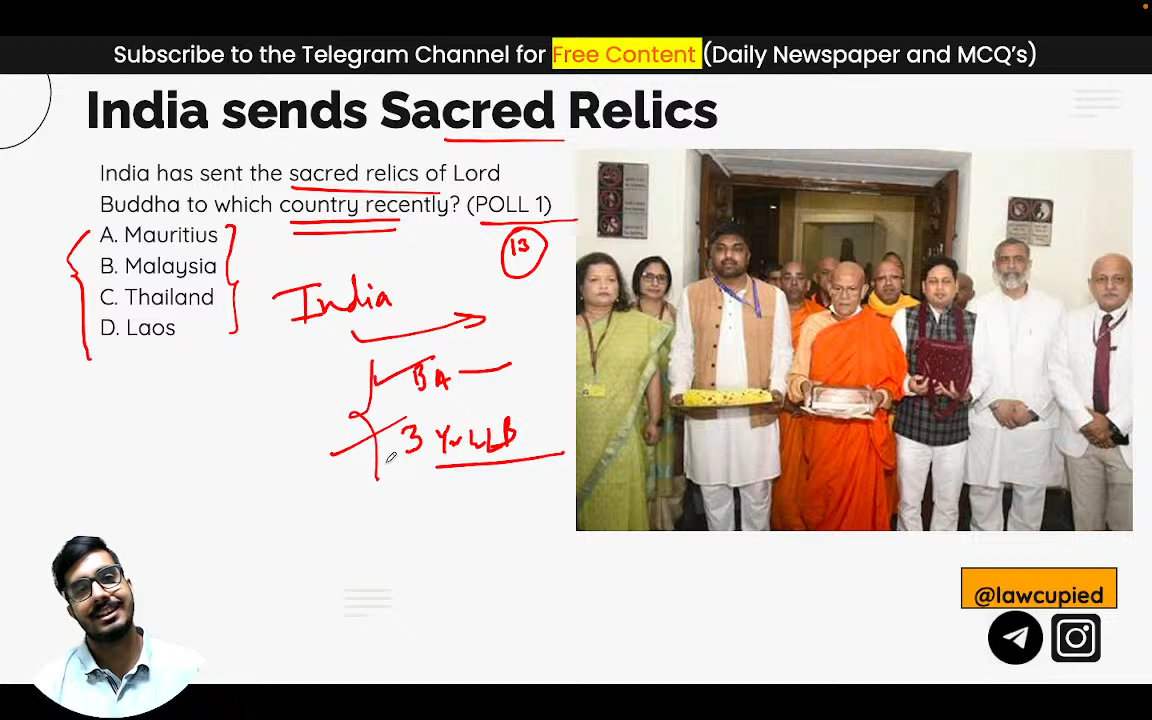 Subscribe to the Telegram Channel for Free Content (Daily Newspaper and MCQ's)
India sends Sacred Relics
India has sent the sacred relics of Lord
Buddha to which country recently? (POLL 1)
A. Mauritius
B. Malaysia
C. Thailand
D. Laos
13
India
BA
3 Yr LLB
@lawcupied